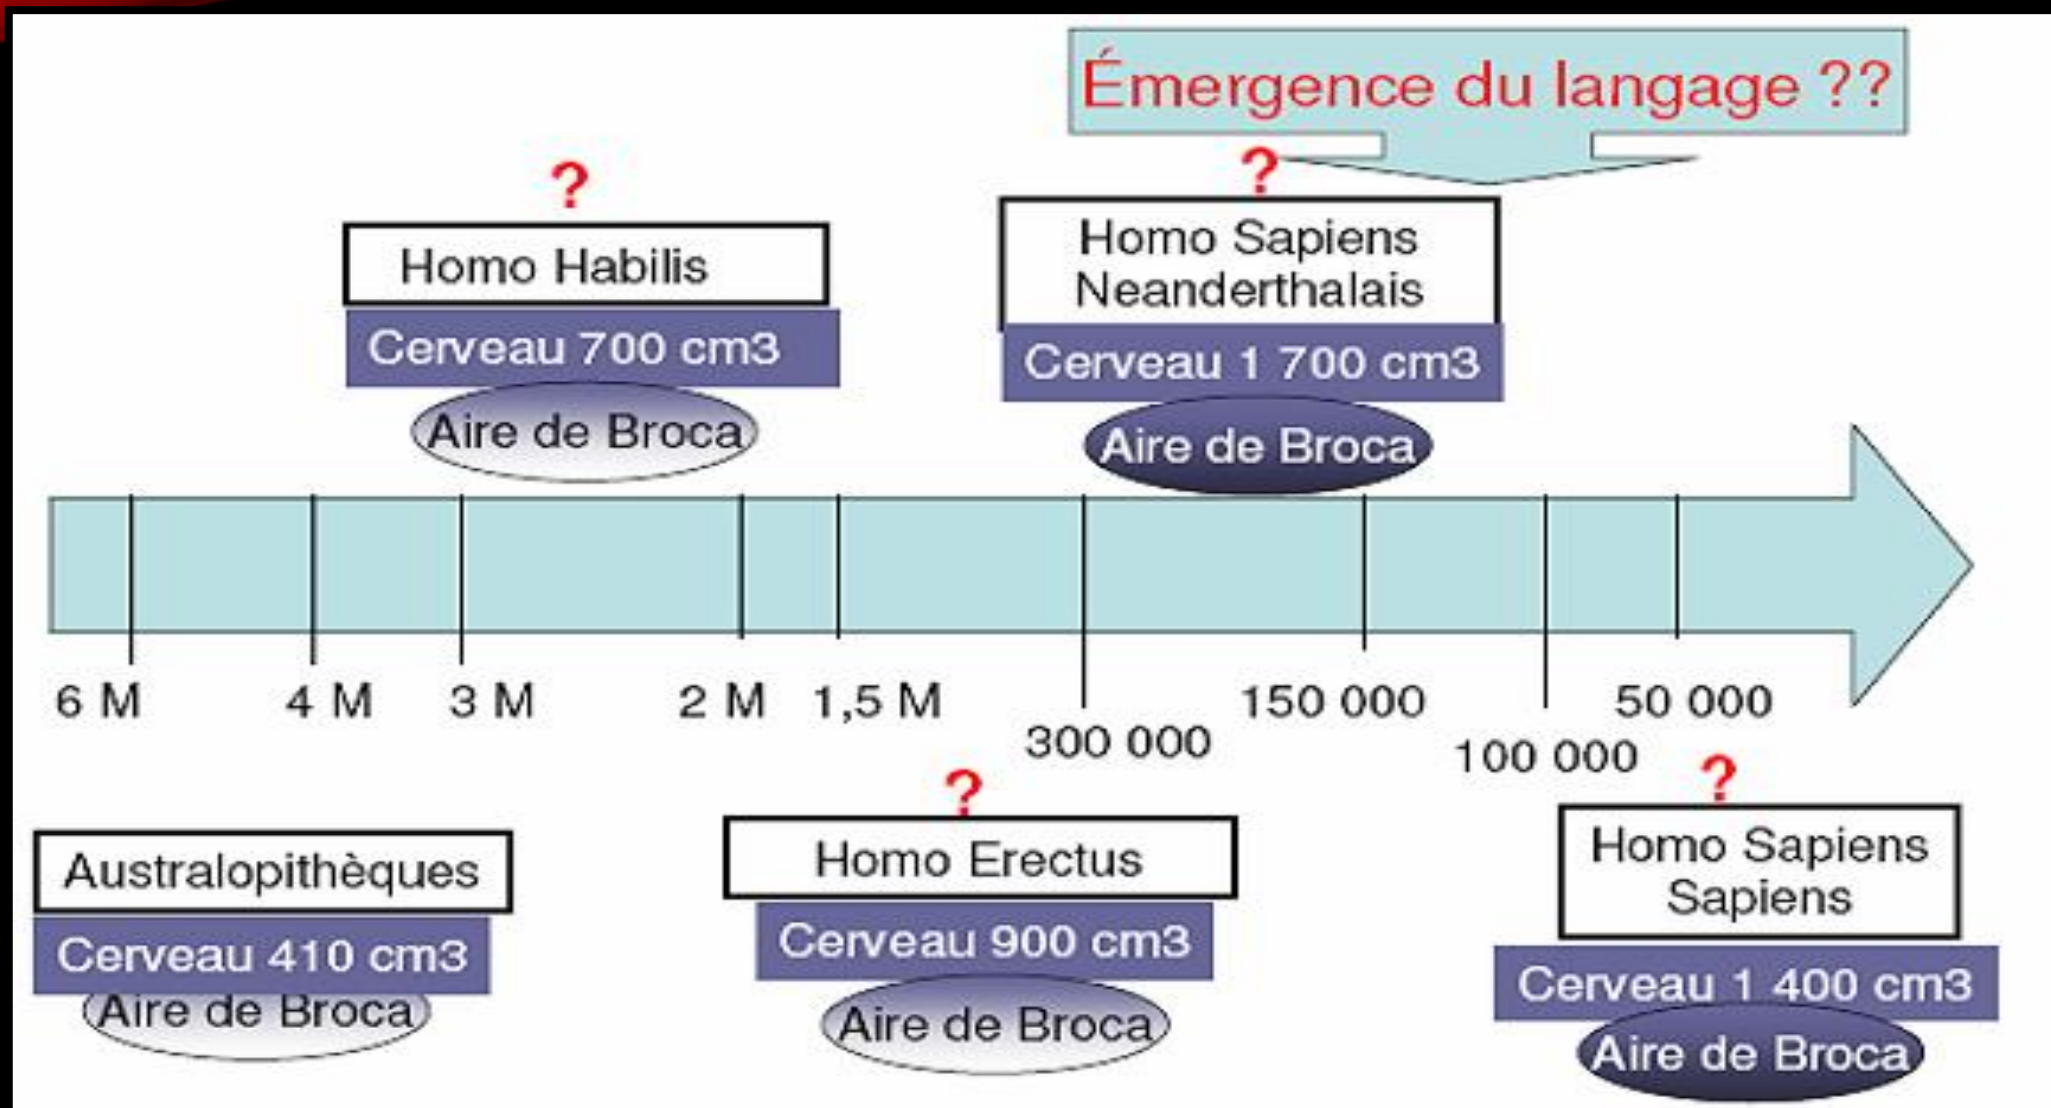 Émergence du langage ??
?
?
Homo Habilis
Cerveau 700 cm3
Aire de Broca
Homo Sapiens
Neanderthalais
Cerveau 1 700 cm3
Aire de Broca
6 M
4 M
3 M
2 M
1,5 M
300 000
150 000
100 000
50 000
Australopithèques
Cerveau 410 cm3
Aire de Broca
?
Homo Erectus
Cerveau 900 cm3
Aire de Broca
?
Homo Sapiens
Sapiens
Cerveau 1 400 cm3
Aire de Broca